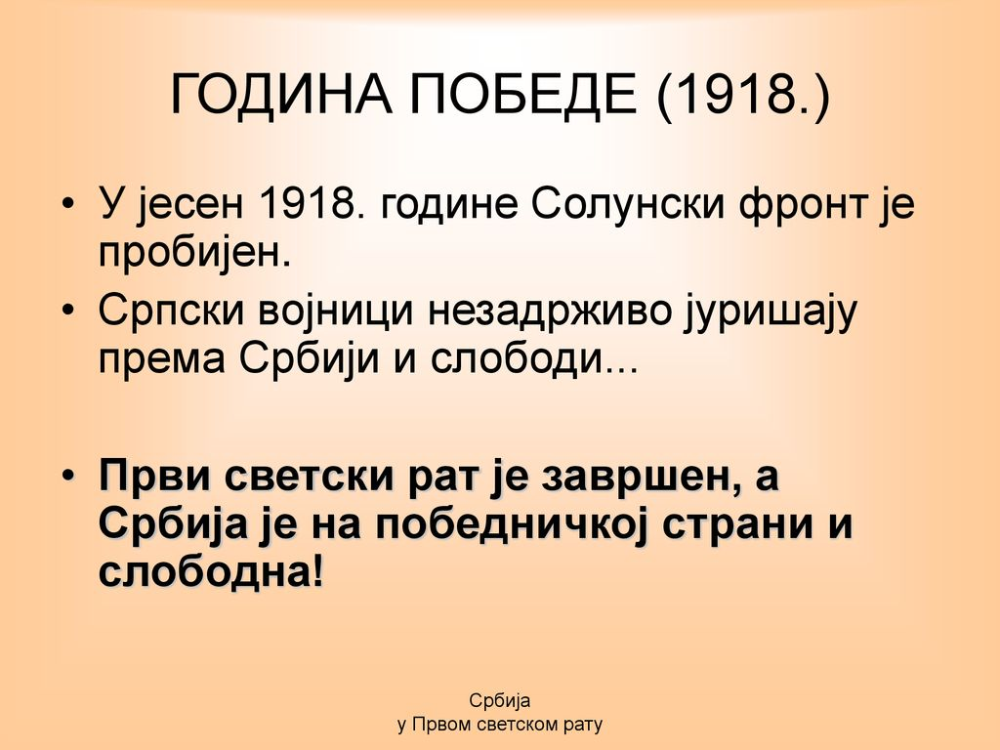 ГОДИНА ПОБЕДЕ (1918.)
• У јесен 1918. године Солунски фронт је
пробијен.
• Српски војници незадрживо јуришају
према Србији и слободи...
• Први светски рат је завршен, а
Србија је на победничкој страни и
слободна!
Србија
у Првом светском рату